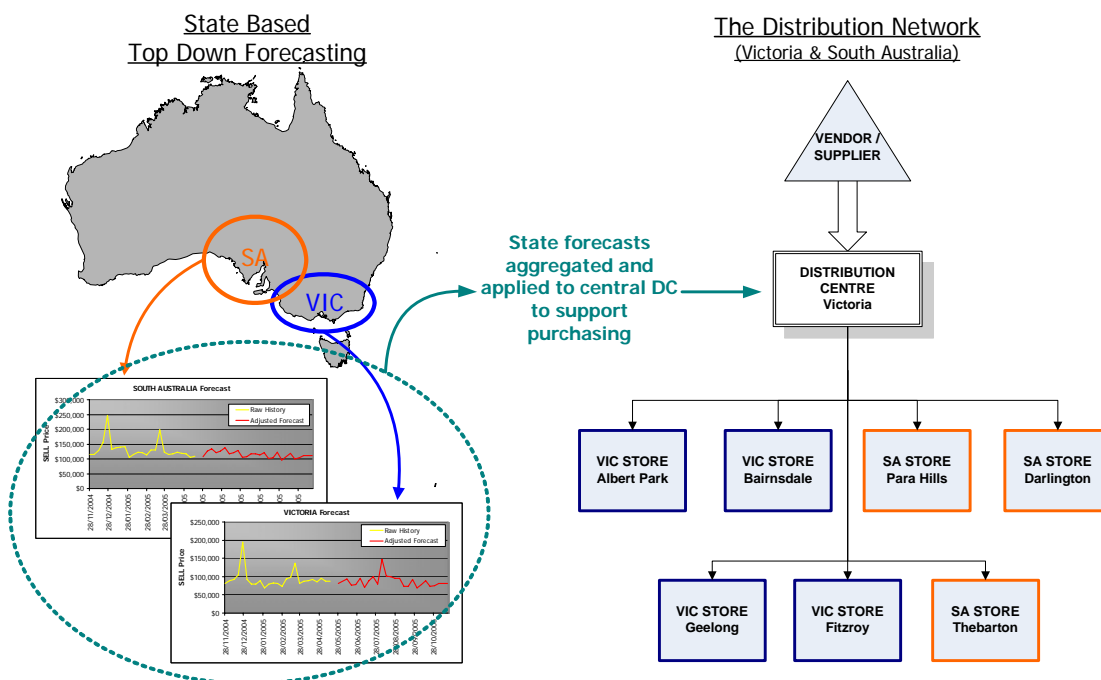 State Based
Top Down Forecasting
The Distribution Network
(Victoria & South Australia)
VENDOR /
SUPPLIER
SA
VIC
State forecasts
aggregated and
applied to central DC
to support
purchasing
DISTRIBUTION
CENTRE
Victoria
SOUTH AUSTRALIA Forecast
SELL Price
$300,000
$250,000
$200,000
$150,000
$100,000
$50,000
$0
Raw History
Adjusted Forecast
28/11/2004
28/12/2004
28/01/2005
28/02/2005
28/03/2005
VICTORIA Forecast
SELL Price
$250,000
$200,000
$150,000
$100,000
$50,000
$0
Raw History
Adjusted Forecast
28/11/2004
28/12/2004
28/01/2005
28/02/2005
28/03/2005
28/04/2005
28/05/2005
28/06/2005
28/07/2005
28/08/2005
28/09/2005
28/10/2005
VIC STORE
Albert Park
VIC STORE
Bairnsdale
SA STORE
Para Hills
SA STORE
Darlington
VIC STORE
Geelong
VIC STORE
Fitzroy
SA STORE
Thebarton